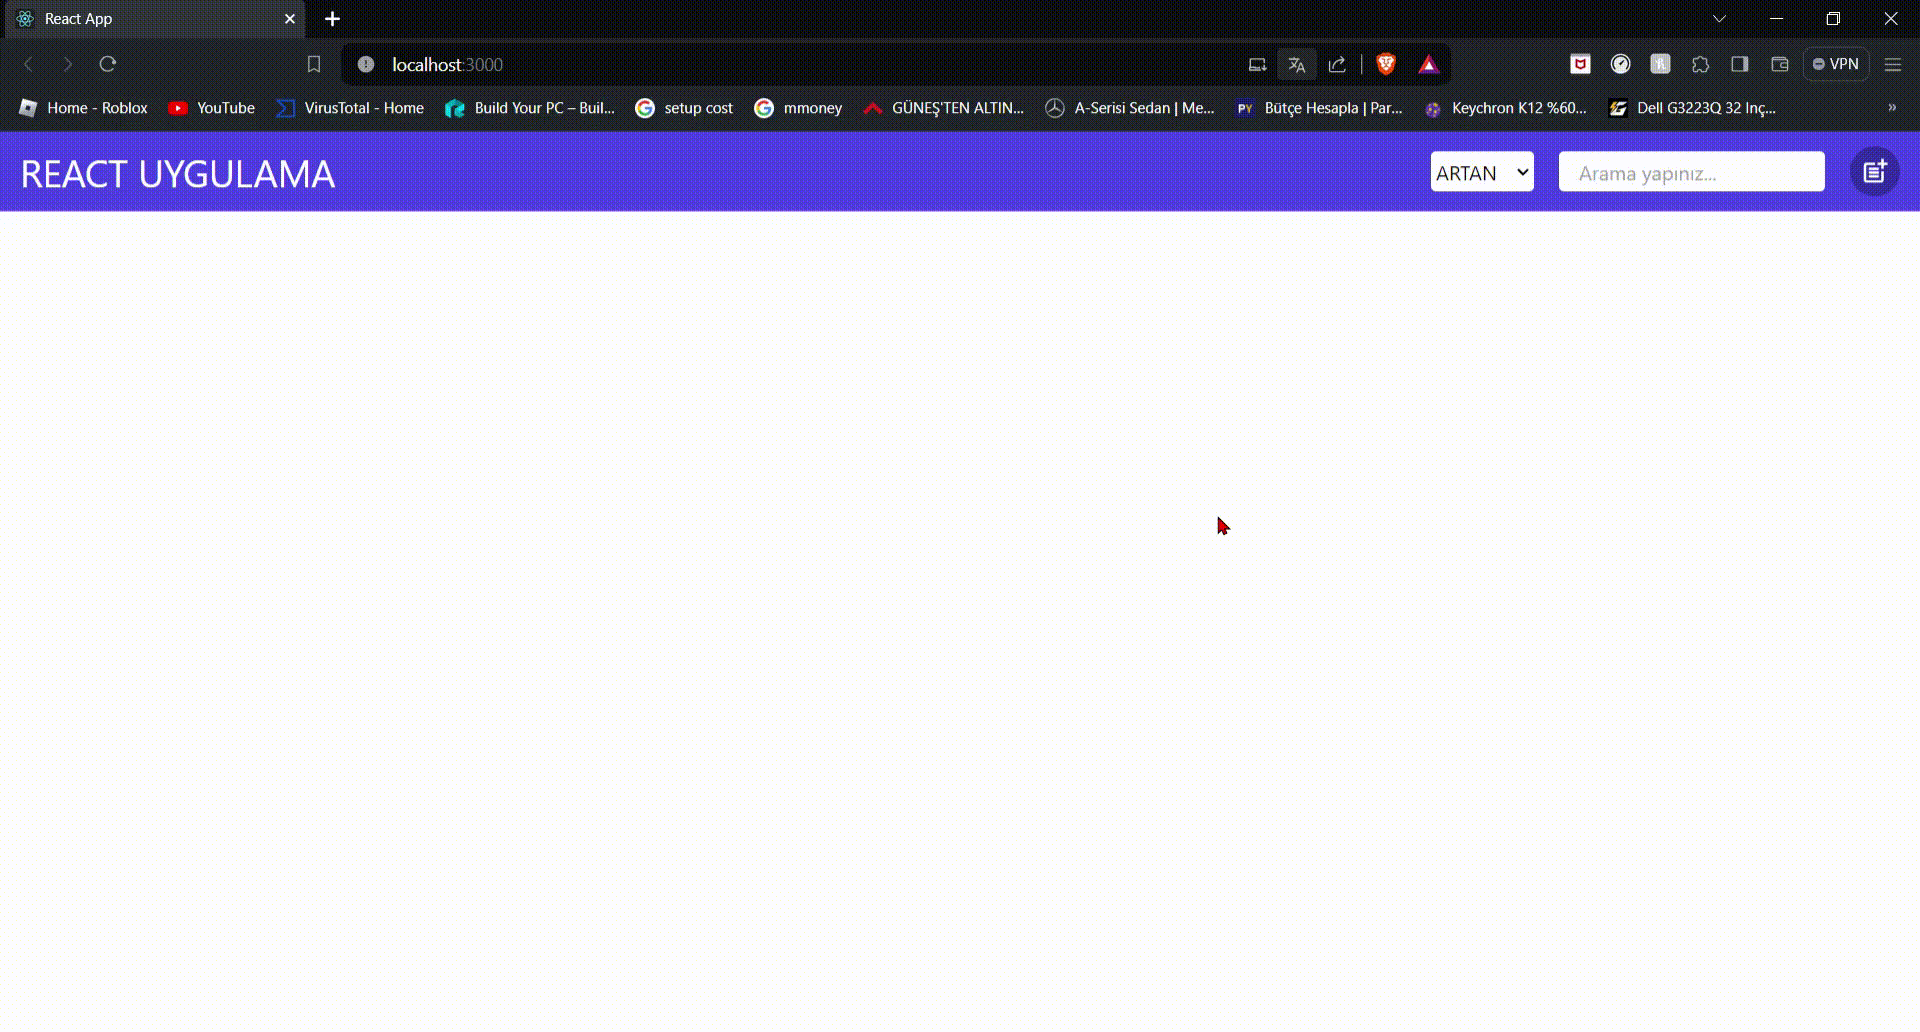 React App
localhost:3000
VPN
Home - Roblox YouTube VirusTotal - Home Build Your PC – Buil... setup cost mmoney GÜNEŞ'TEN ALTIN... A-Serisi Sedan | Me... PY Bütçe Hesapla | Par... Keychron K12 %60... Dell G3223Q 32 Inç... »
REACT UYGULAMA ARTAN Arama yapınız...